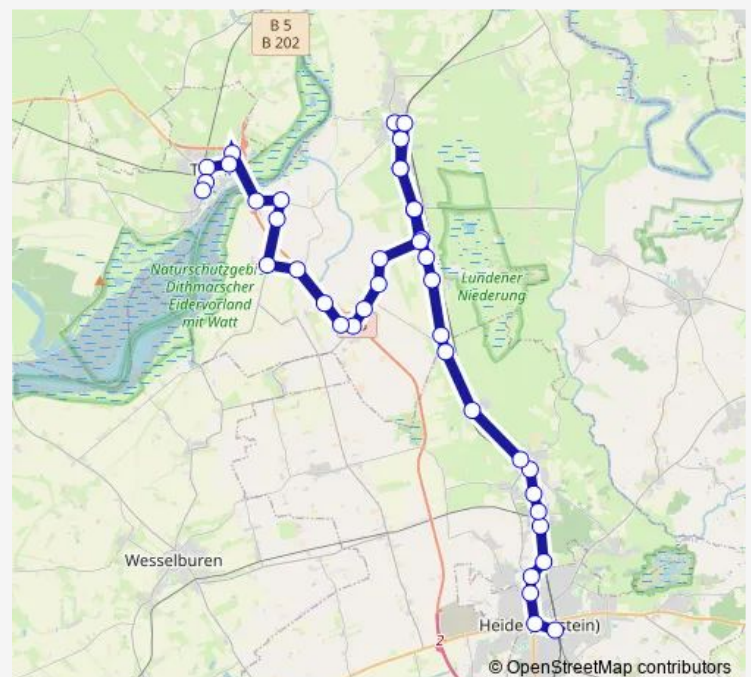 B 5
B 202
Naturschutzgebi
Dithmarscher
Eidervorland
mit Watt
Lundener
Niederung
Wesselburen
Heide
stein)
2
© OpenStreetMap contributors